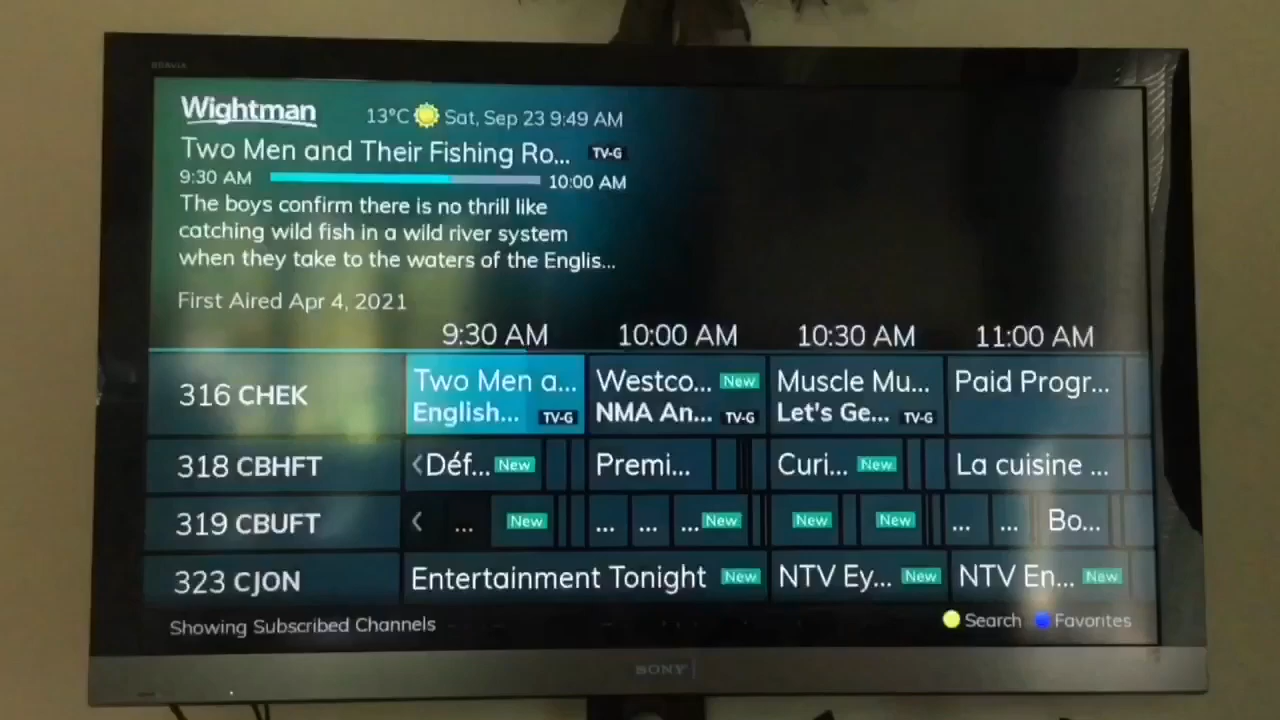 BRAVIA
Wightman
13°C Sat, Sep 23 9:49 AM
Two Men and Their Fishing Ro... TV-G
9:30 AM 10:00 AM
The boys confirm there is no thrill like
catching wild fish in a wild river system
when they take to the waters of the Englis...
First Aired Apr 4, 2021
9:30 AM 10:00 AM 10:30 AM 11:00 AM
316 CHEK
Two Men a... Westco... New Muscle Mu... Paid Progr...
English... TV-G NMA An... TV-G Let's Ge... TV-G
318 CBHFT <Déf... New Premi... Curi... New La cuisine ...
319 CBUFT < ... New ... ... ...New New New ... ... Bo...
323 CJON Entertainment Tonight New NTV Ey... New NTV En... New
Showing Subscribed Channels Search Favorites
SONY